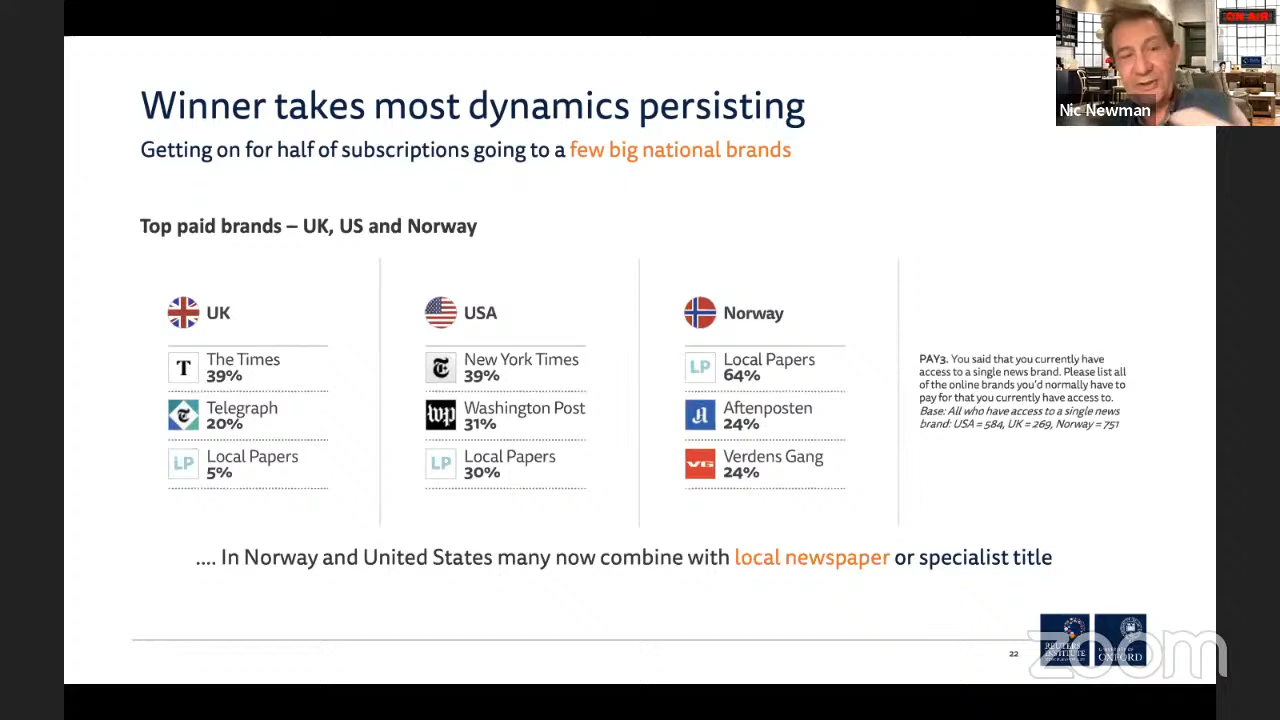 ON AIR
Nic Newman
Winner takes most dynamics persisting
Getting on for half of subscriptions going to a few big national brands
Top paid brands – UK, US and Norway
UK
T
The Times
39%
Telegraph
20%
LP
Local Papers
5%
USA
New York Times
39%
wp
Washington Post
31%
LP
Local Papers
30%
Norway
LP
Local Papers
64%
Aftenposten
24%
VG
Verdens Gang
24%
PAY3. You said that you currently have
access to a single news brand. Please list all
of the online brands you'd normally have to
pay for that you currently have access to.
Base: All who have access to a single news
brand: USA = 584, UK = 269, Norway = 751
.... In Norway and United States many now combine with local newspaper or specialist title
22
REUTERS
INSTITUTE
OXFORD
zoom